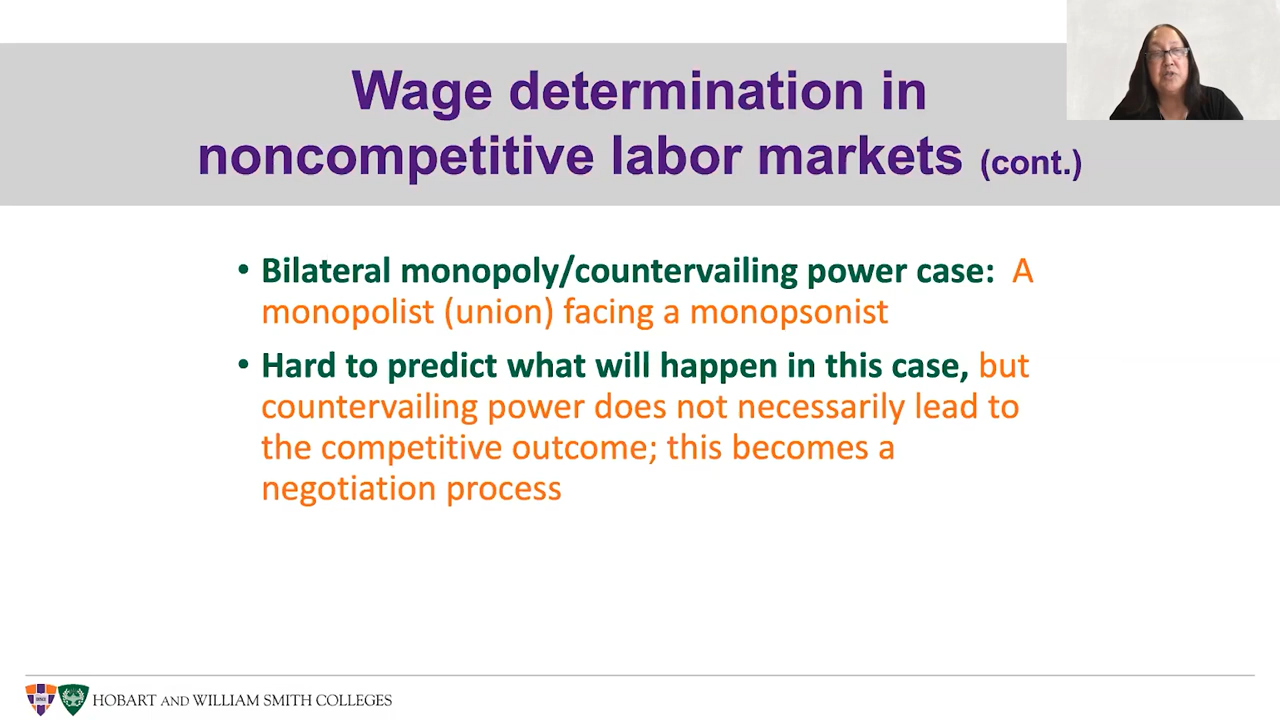 Wage determination in
noncompetitive labor markets (cont.)
• Bilateral monopoly/countervailing power case: A
monopolist (union) facing a monopsonist
• Hard to predict what will happen in this case, but
countervailing power does not necessarily lead to
the competitive outcome; this becomes a
negotiation process
HOBART AND WILLIAM SMITH COLLEGES